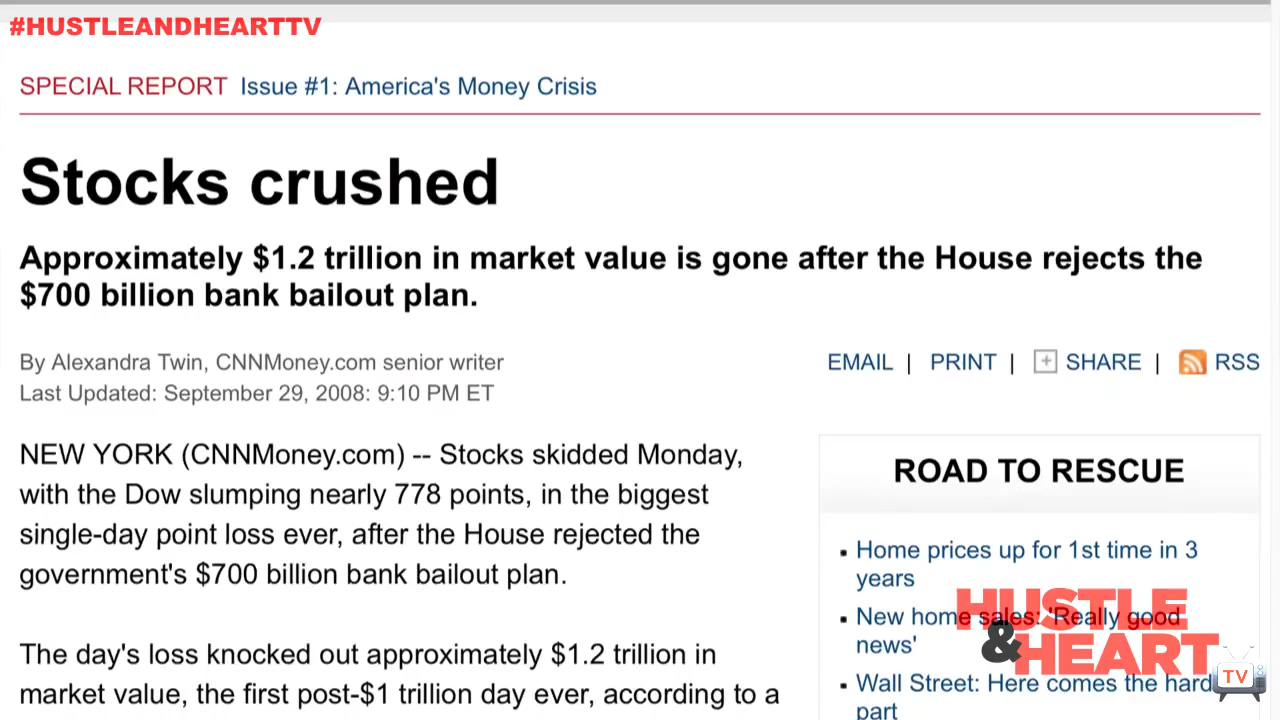 #HUSTLEANDHEARTTV
SPECIAL REPORT Issue #1: America's Money Crisis
Stocks crushed
Approximately $1.2 trillion in market value is gone after the House rejects the
$700 billion bank bailout plan.
By Alexandra Twin, CNNMoney.com senior writer
Last Updated: September 29, 2008: 9:10 PM ET
EMAIL | PRINT | SHARE | RSS
NEW YORK (CNNMoney.com) -- Stocks skidded Monday,
with the Dow slumping nearly 778 points, in the biggest
single-day point loss ever, after the House rejected the
government's $700 billion bank bailout plan.
The day's loss knocked out approximately $1.2 trillion in
market value, the first post-$1 trillion day ever, according to a
ROAD TO RESCUE
Home prices up for 1st time in 3
years
New home sales: 'Really good
news'
Wall Street: Here comes the hard
part
HUSTLE
&HEART
TV